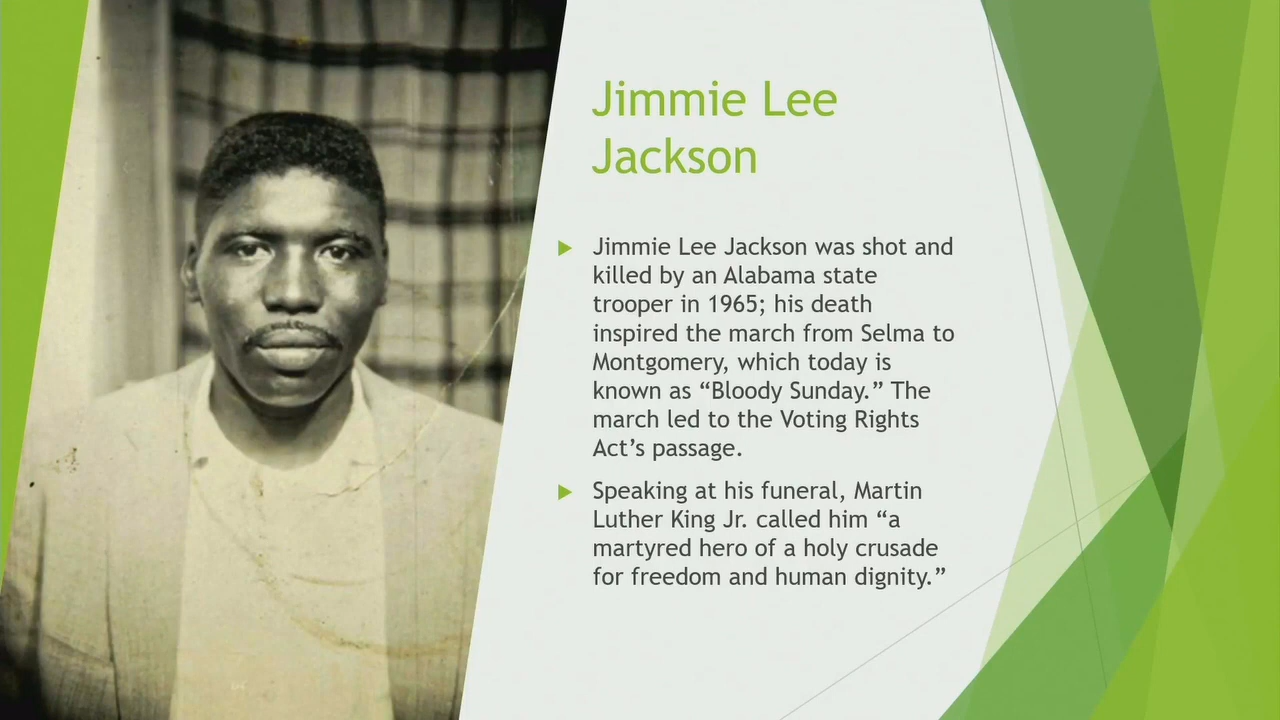 Jimmie Lee
Jackson
Jimmie Lee Jackson was shot and
killed by an Alabama state
trooper in 1965; his death
inspired the march from Selma to
Montgomery, which today is
known as “Bloody Sunday.” The
march led to the Voting Rights
Act’s passage.
Speaking at his funeral, Martin
Luther King Jr. called him “a
martyred hero of a holy crusade
for freedom and human dignity.”